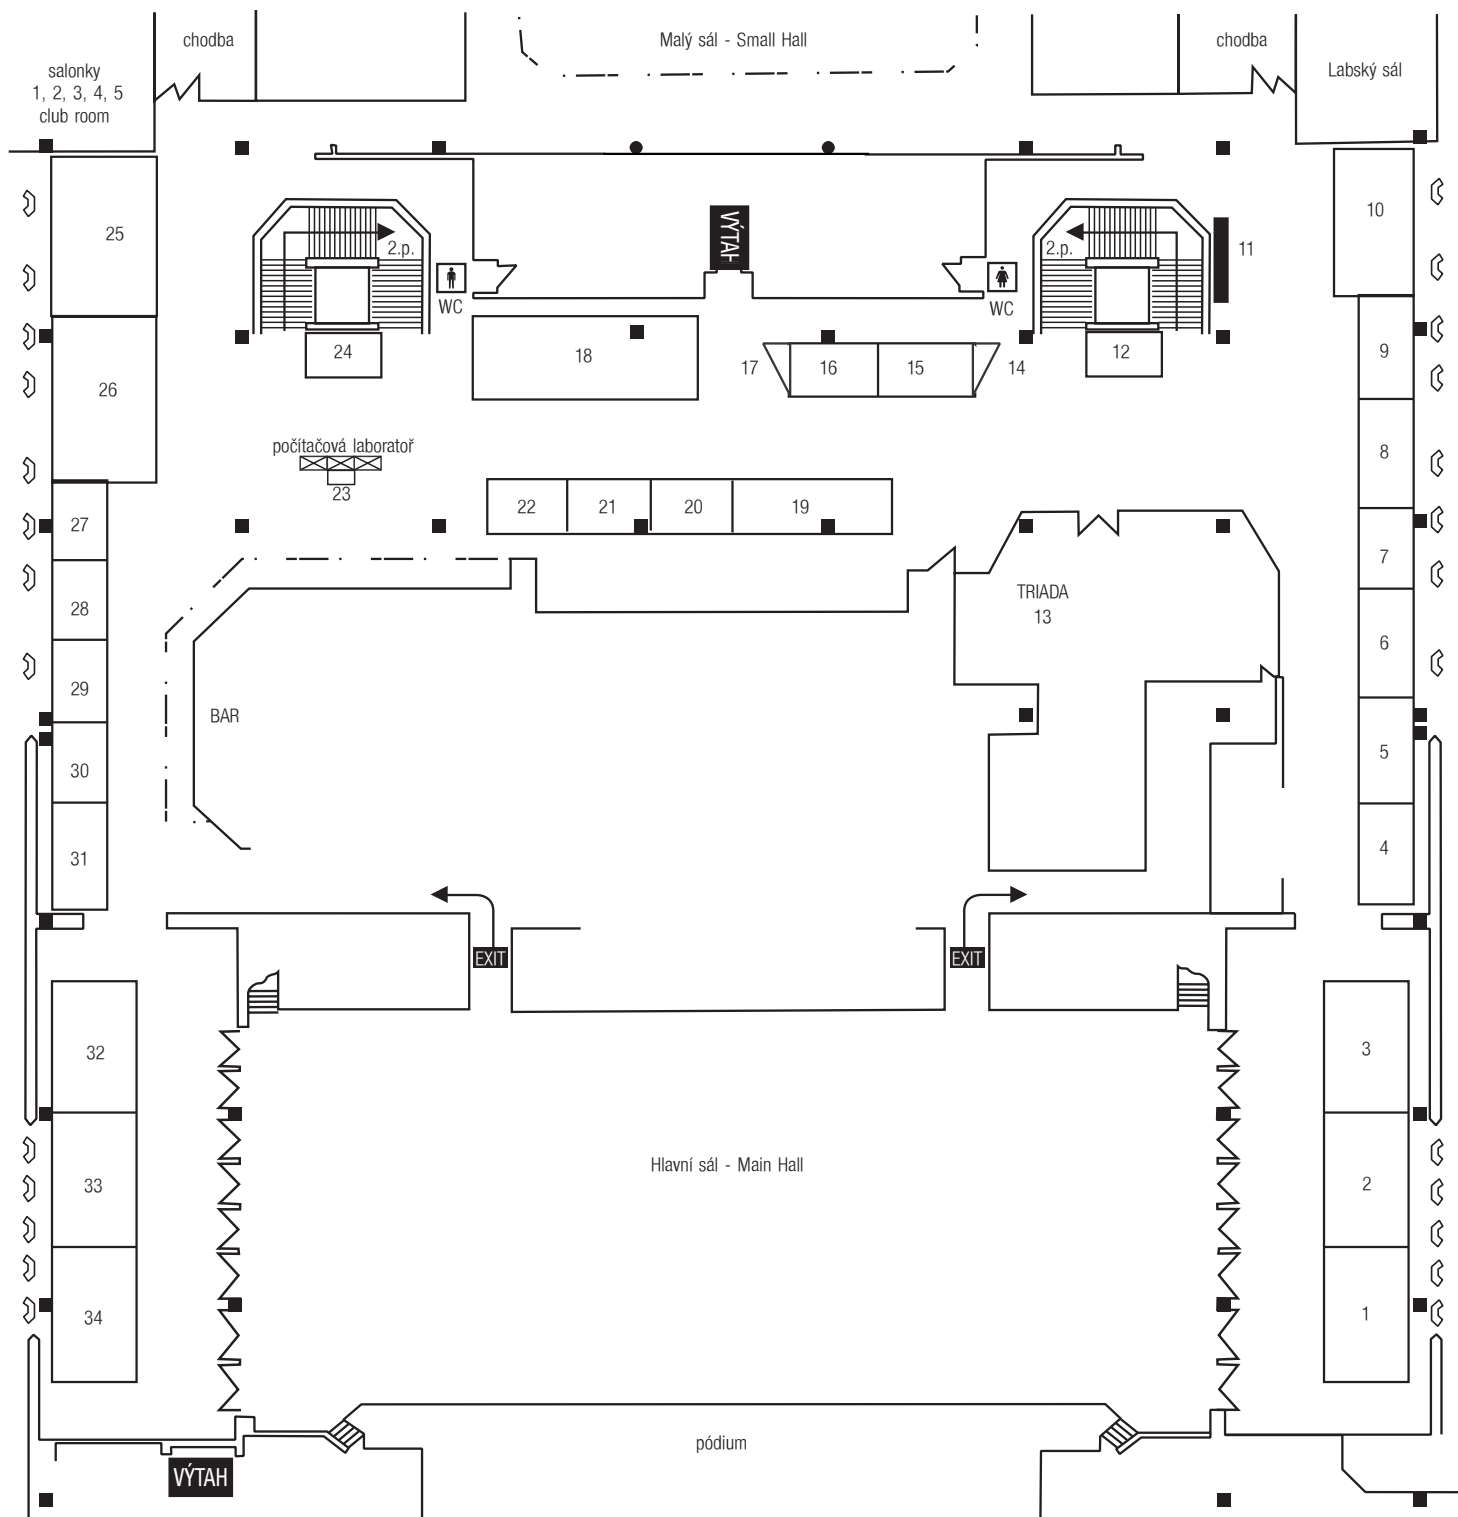 chodba
Malý sál - Small Hall
chodba
salonky
1, 2, 3, 4, 5
club room
Labský sál
25
2.p.
WC
VÝTAH
WC
2.p.
11
10
24
18
17
16
15
14
12
9
26
8
počítačová laboratoř
23
22
21
20
19
27
7
28
TRIADA
13
6
29
BAR
5
30
31
4
EXIT
EXIT
32
3
Hlavní sál - Main Hall
33
2
34
1
pódium
VÝTAH